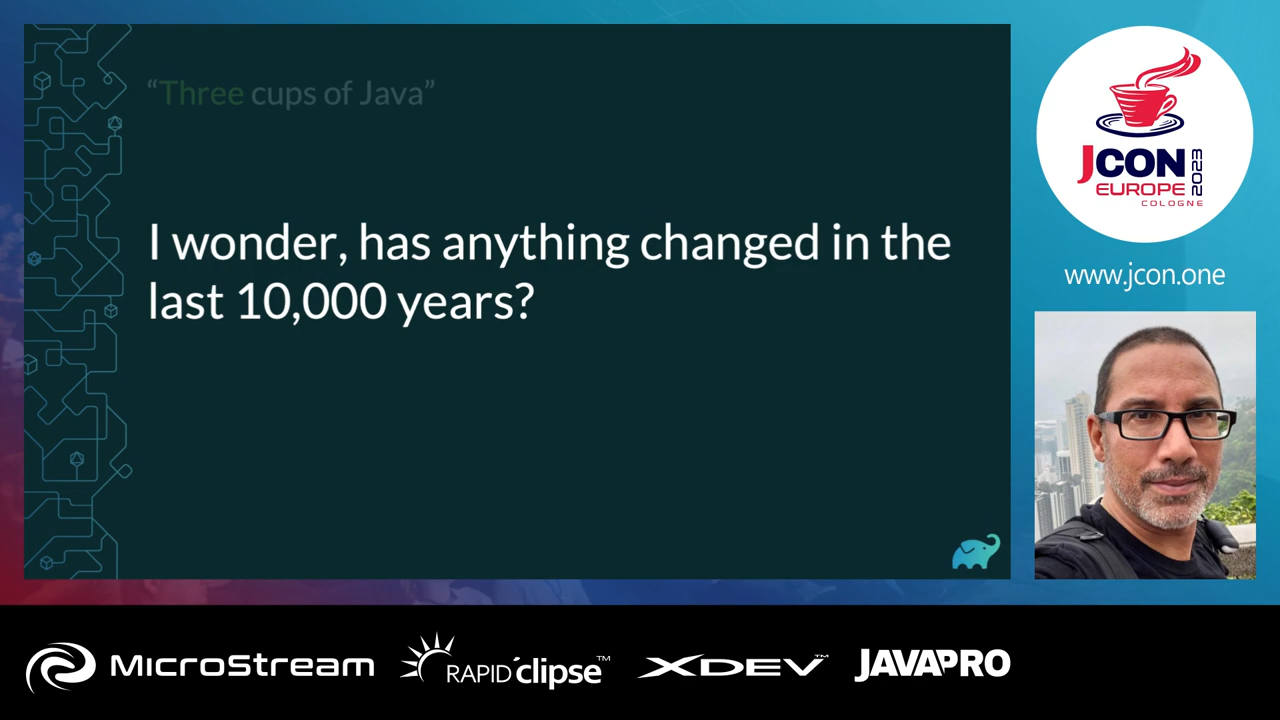 “Three cups of Java”
I wonder, has anything changed in the
last 10,000 years?
JCON
EUROPE
2023
COLOGNE
www.jcon.one
MicroStream
RAPID clipse™
XDEV™
JAVAPRO